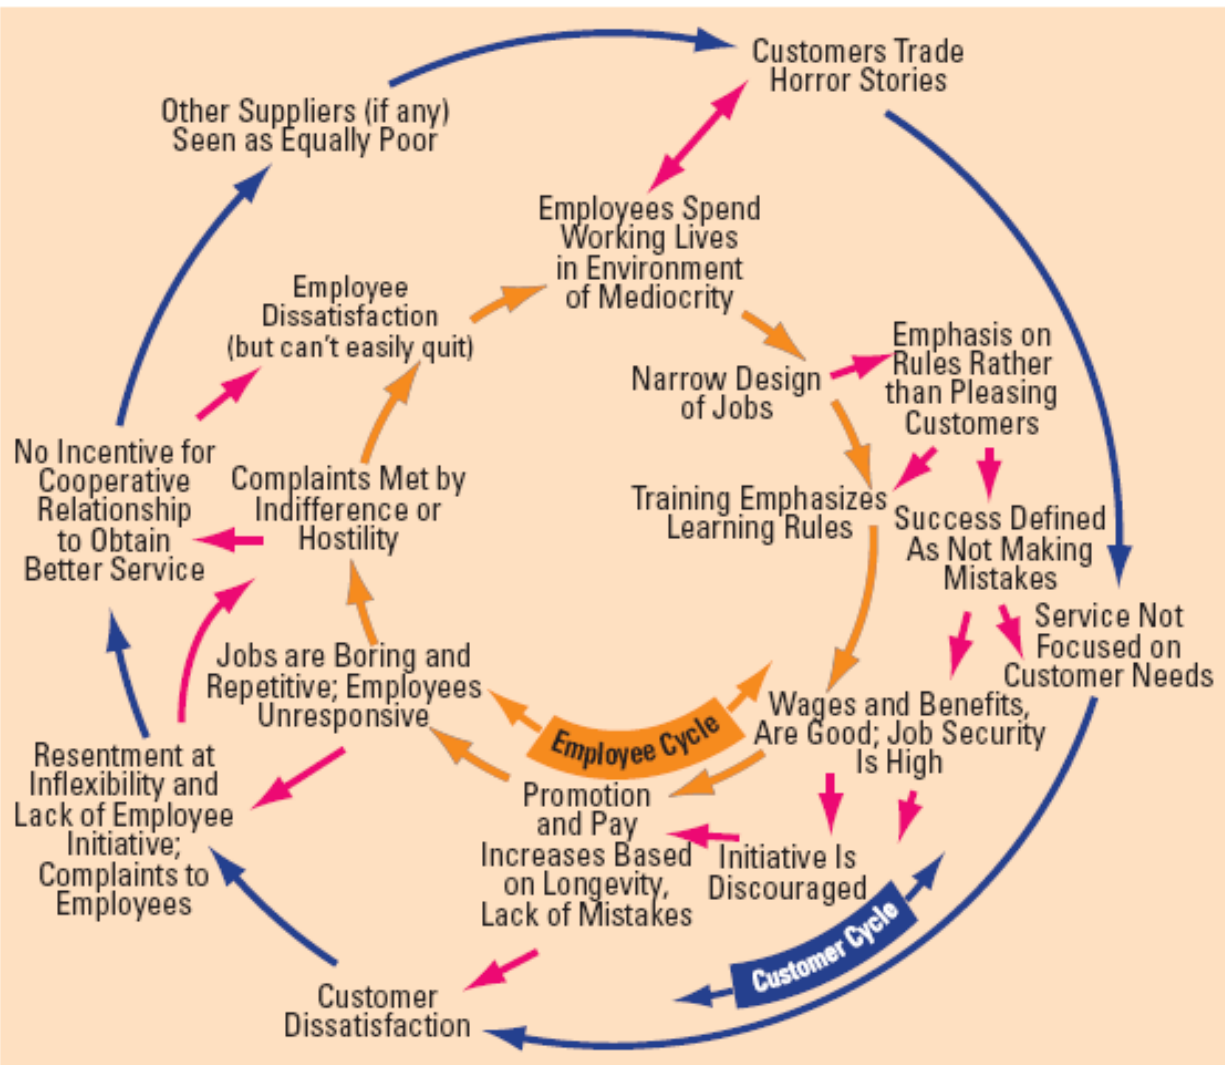 Customers Trade
Horror Stories
Other Suppliers (if any)
Seen as Equally Poor
Employees Spend
Working Lives
in Environment
of Mediocrity
Employee
Dissatisfaction
(but can't easily quit)
Emphasis on
Rules Rather
than Pleasing
Customers
Narrow Design
of Jobs
No Incentive for
Cooperative
Relationship
to Obtain
Better Service
Complaints Met by
Indifference or
Hostility
Training Emphasizes
Learning Rules
Success Defined
As Not Making
Mistakes
Service Not
Focused on
Customer Needs
Jobs are Boring and
Repetitive; Employees
Unresponsive
Employee Cycle
Wages and Benefits,
Are Good; Job Security
Is High
Resentment at
Inflexibility and
Lack of Employee
Initiative;
Complaints to
Employees
Promotion
and Pay
Increases Based
on Longevity,
Lack of Mistakes
Initiative Is
Discouraged
Customer Cycle
Customer
Dissatisfaction